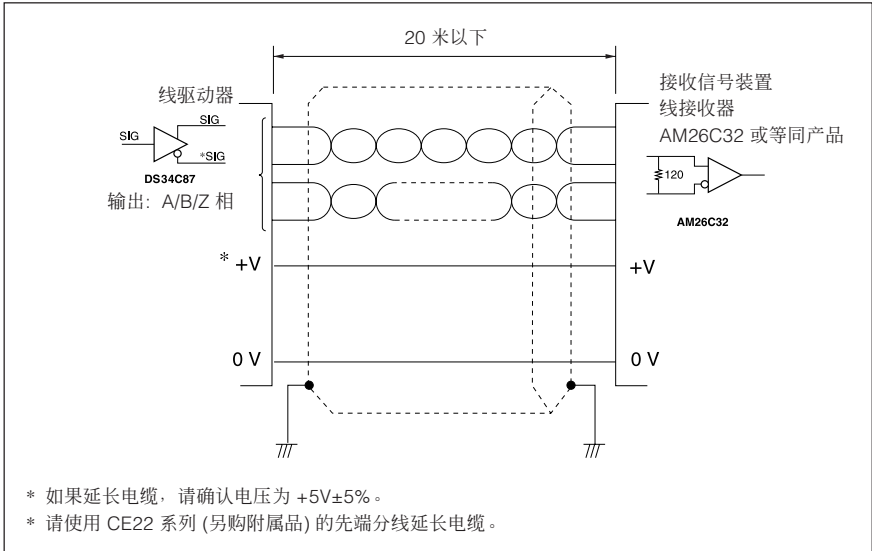 20 米以下
线驱动器
SIG
SIG
*SIG
DS34C87
输出: A/B/Z 相
接收信号装置
线接收器
AM26C32 或等同产品
120
AM26C32
* +V
+V
0 V
0 V
* 如果延长电缆，请确认电压为 +5V±5%。
* 请使用 CE22 系列 (另购附属品) 的先端分线延长电缆。